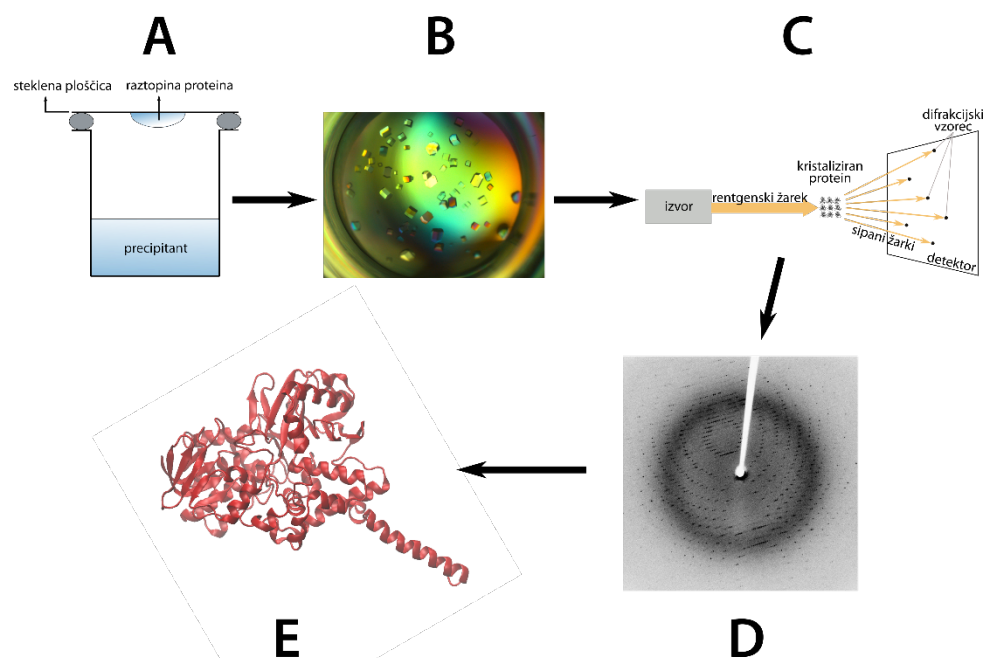 A
B
C
steklena ploščica
raztopina proteina
precipitant
izvor
rentgenski žarek
kristaliziran
protein
sipani žarki
difrakcijski
vzorec
detektor
E
D